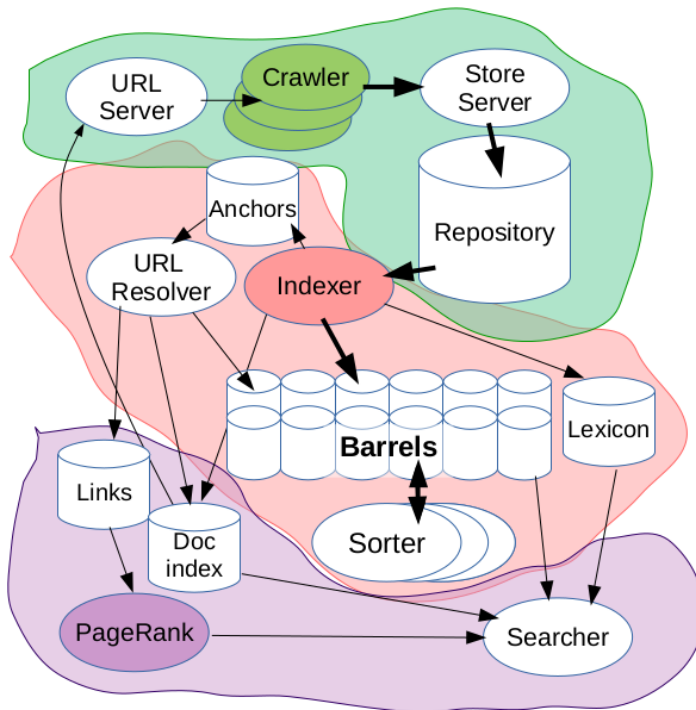 URL
Server
Crawler
Store
Server
Anchors
Repository
URL
Resolver
Indexer
Barrels
Lexicon
Links
Doc
index
Sorter
PageRank
Searcher